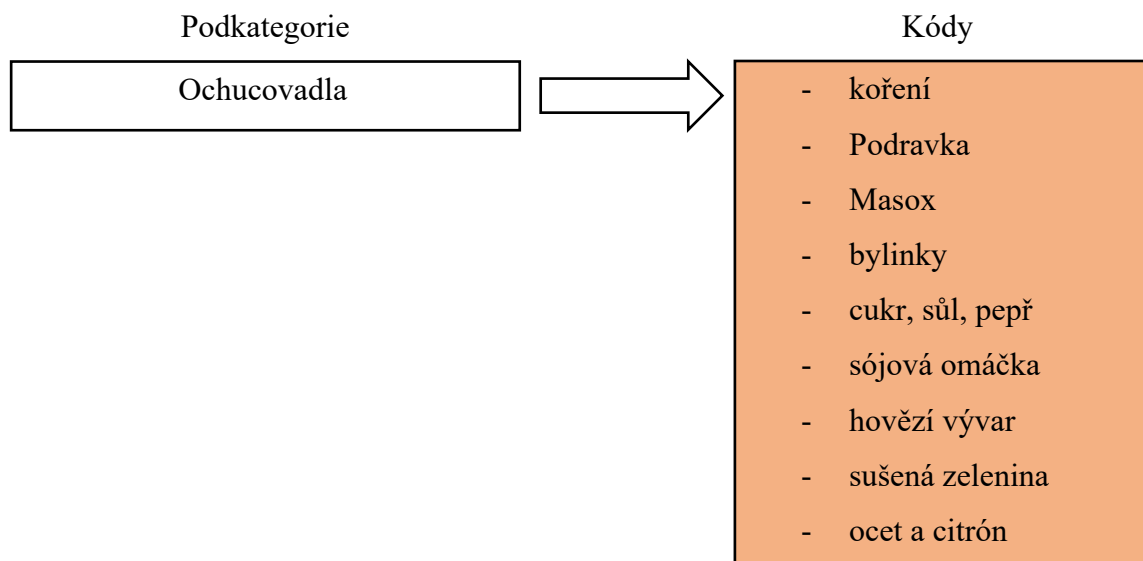 Podkategorie
Kódy
Ochucovadla
- koření
- Podravka
- Masox
- bylinky
- cukr, sůl, pepř
- sójová omáčka
- hovězí vývar
- sušená zelenina
- ocet a citrón